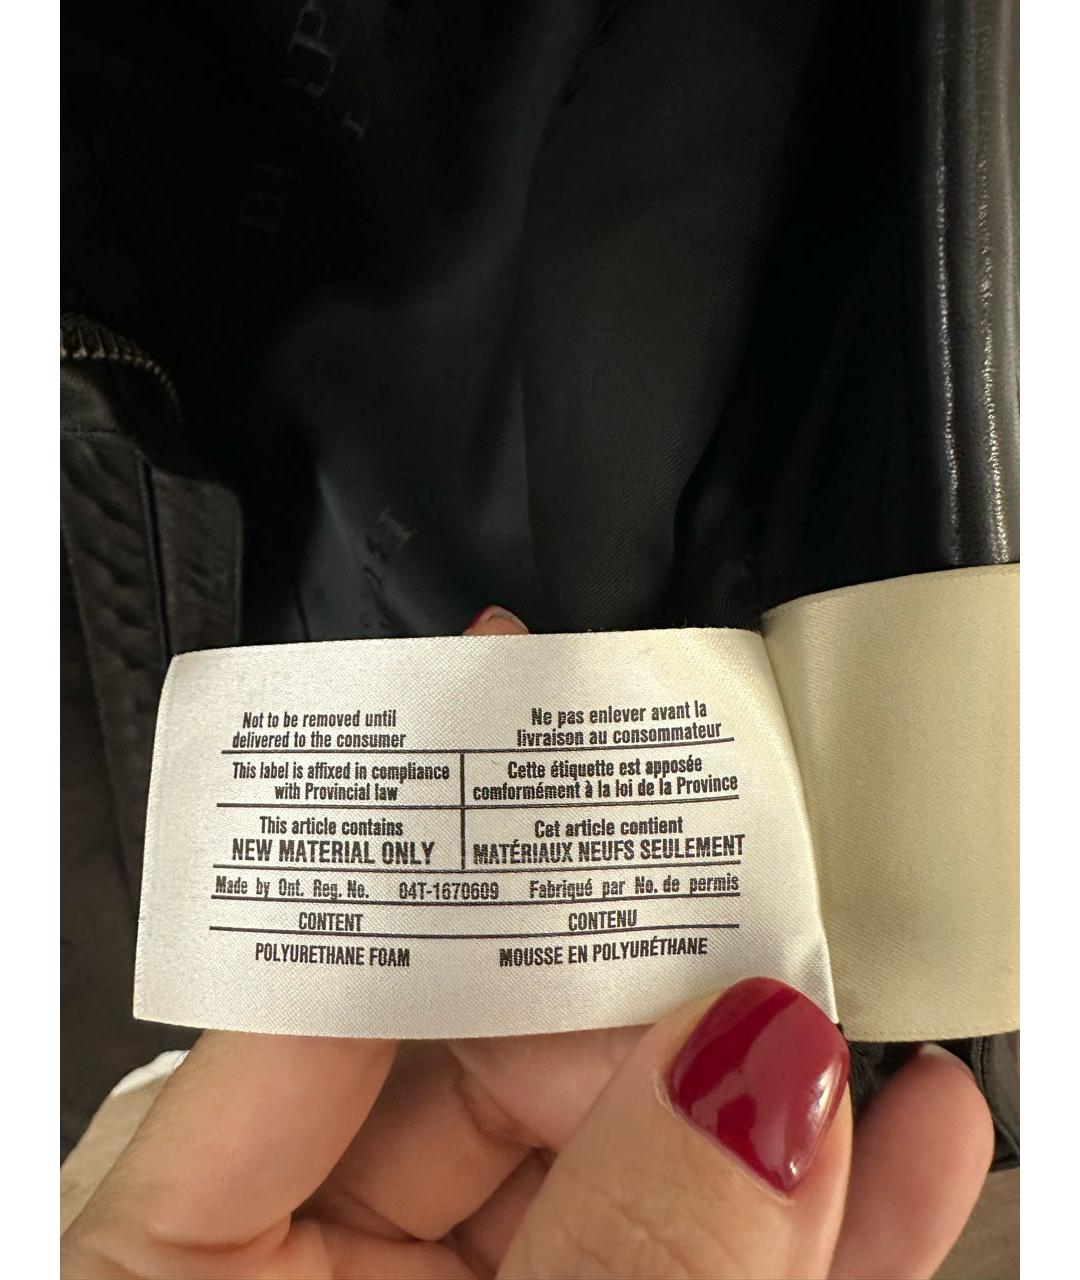 Not to be removed until
delivered to the consumer
Ne pas enlever avant la
livraison au consommateur
This label is affixed in compliance
with Provincial law
Cette étiquette est apposée
conformément à la loi de la Province
This article contains
NEW MATERIAL ONLY
Cet article contient
MATÉRIAUX NEUFS SEULEMENT
Made by Ont. Reg. No. 04T-1670609 Fabriqué par No. de permis
CONTENT CONTENU
POLYURETHANE FOAM MOUSSE EN POLYURÉTHANE